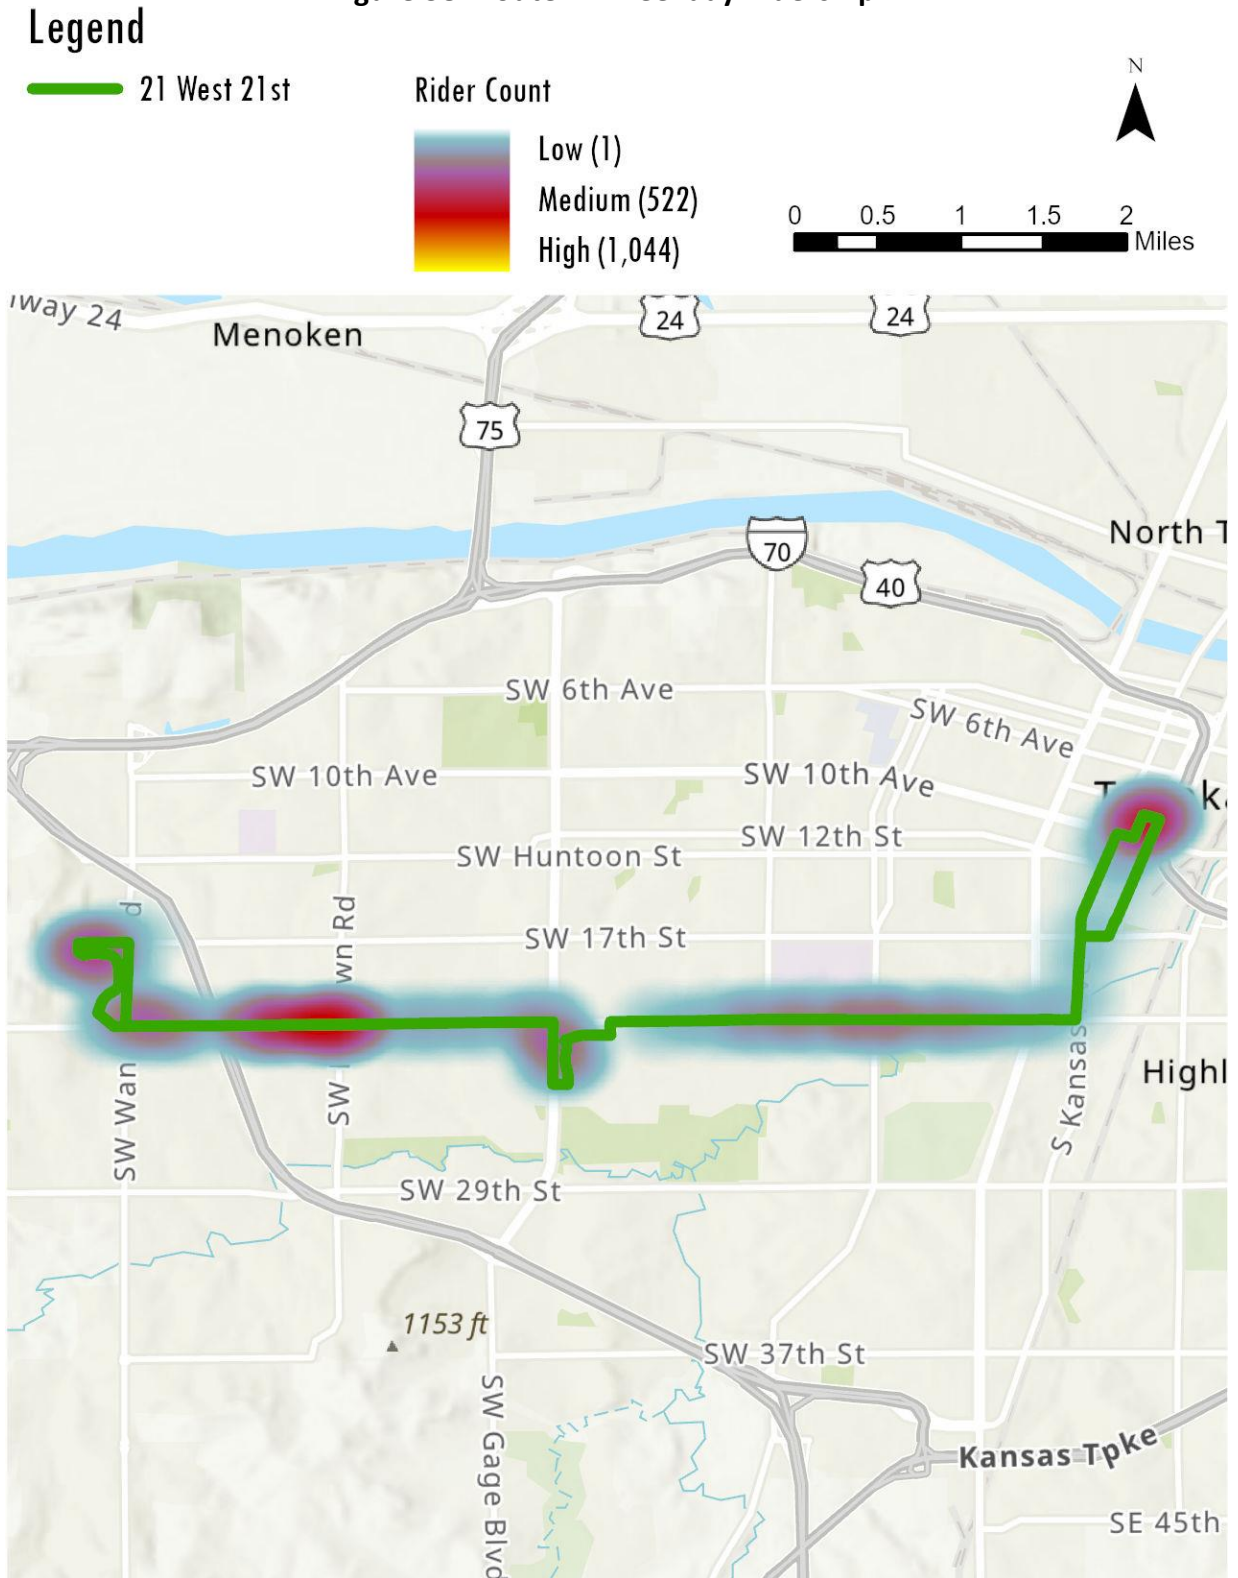 Legend
21 West 21st
Rider Count
Low (1)
Medium (522)
High (1,044)
N
0 0.5 1 1.5 2
Miles
24
24
Menoken
75
North T
70
40
SW 6th Ave
SW 6th Ave
SW 10th Ave
SW 10th Ave
SW 12th St
SW Huntoon St
wn Rd
SW 17th St
Highl
SW Wan
SW
S Kansas
SW 29th St
1153 ft
SW 37th St
SW Gage Blvd
Kansas Tpke
SE 45th